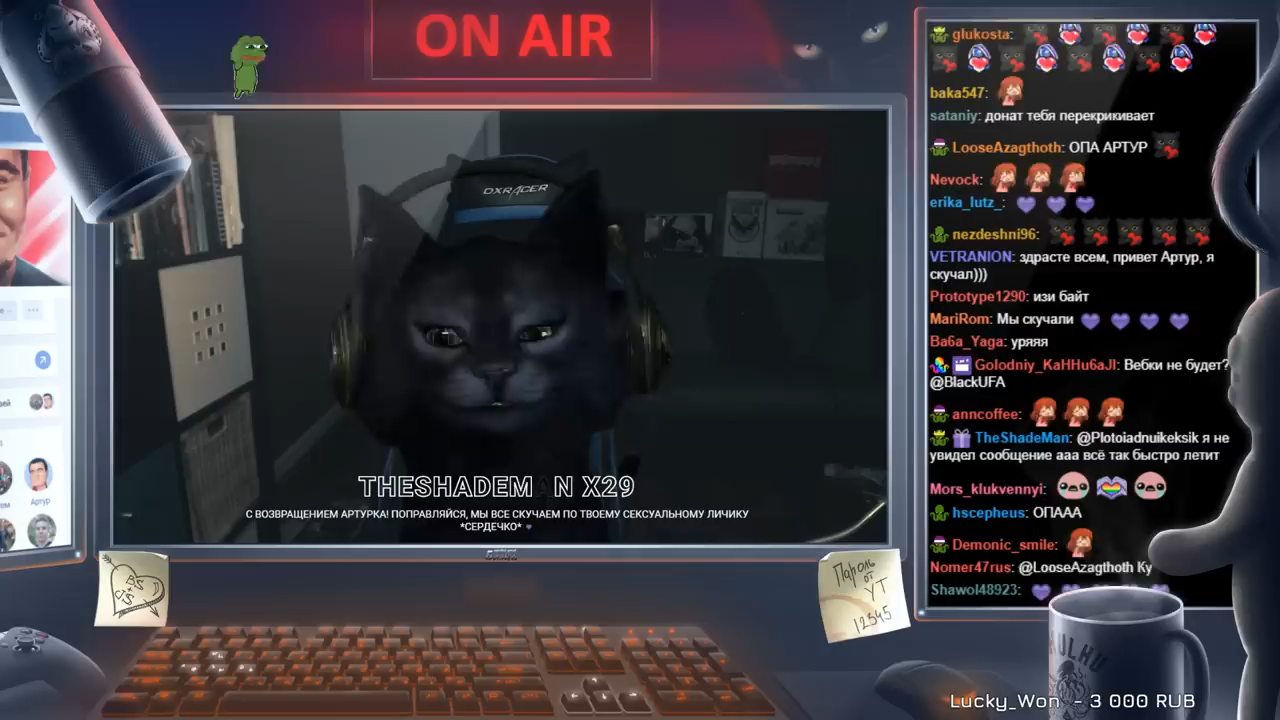 ON AIR
DXRACER
THESHADEM N X29
С ВОЗВРАЩЕНИЕМ АРТУРКА! ПОПРАВЛЯЙСЯ, МЫ ВСЕ СКУЧАЕМ ПО ТВОЕМУ СЕКСУАЛЬНОМУ ЛИЧИКУ
*СЕРДЕЧКО*
glukosta:
baka547:
sataniy: донат тебя перекрикивает
LooseAzagthoth: ОПА АРТУР
Nevock:
erika_lutz_:
nezdeshni96:
VETRANION: здрасте всем, привет Артур, я
скучал)))
Prototype1290: изи байт
MariRom: Мы скучали
Ba6a_Yaga: уряяя
Golodniy_KaHHu6aJl: Вебки не будет?
@BlackUFA
anncoffee:
TheShadeMan: @Plotoiadnuikeksik я не
увидел сообщение ааа всё так быстро летит
Mors_klukvennyi:
hscepheus: ОПААА
Demonic_smile:
Nomer47rus: @LooseAzagthoth Ку
Shawol48923:
Артур
BS
+
JS
Пароль
от
YT
12345
Lucky_Won - 3 000 RUB